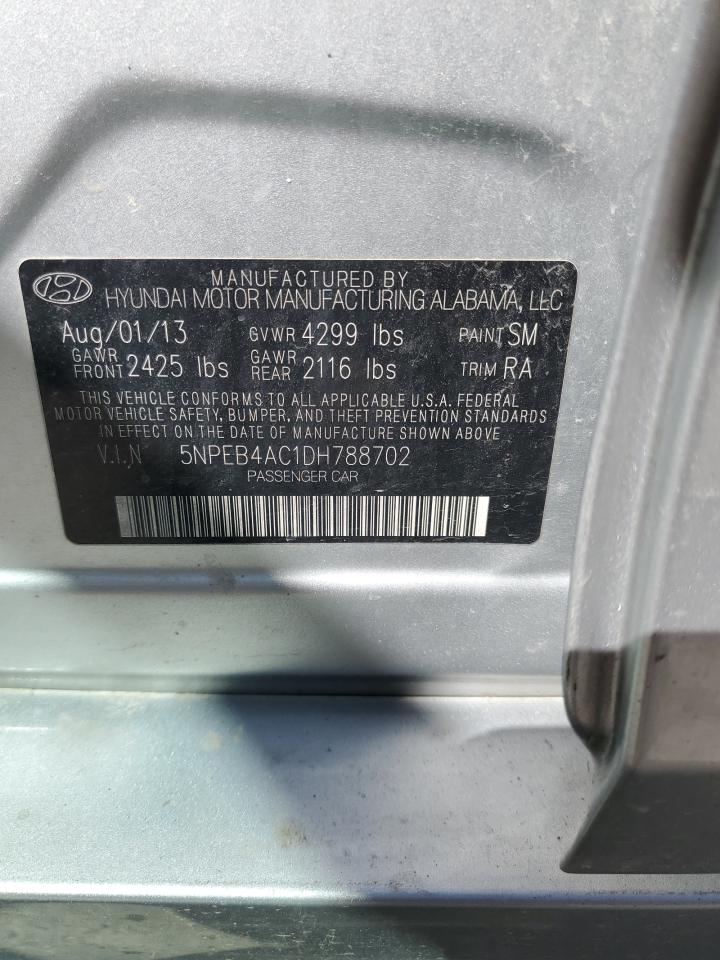 MANUFACTURED BY
HYUNDAI MOTOR MANUFACTURING ALABAMA, LLC
Aug/01/13 GVWR 4299 lbs PAINT SM
GAWR FRONT 2425 lbs GAWR REAR 2116 lbs TRIM RA
THIS VEHICLE CONFORMS TO ALL APPLICABLE U.S.A. FEDERAL
MOTOR VEHICLE SAFETY, BUMPER, AND THEFT PREVENTION STANDARDS
IN EFFECT ON THE DATE OF MANUFACTURE SHOWN ABOVE
V.I.N 5NPEB4AC1DH788702
PASSENGER CAR